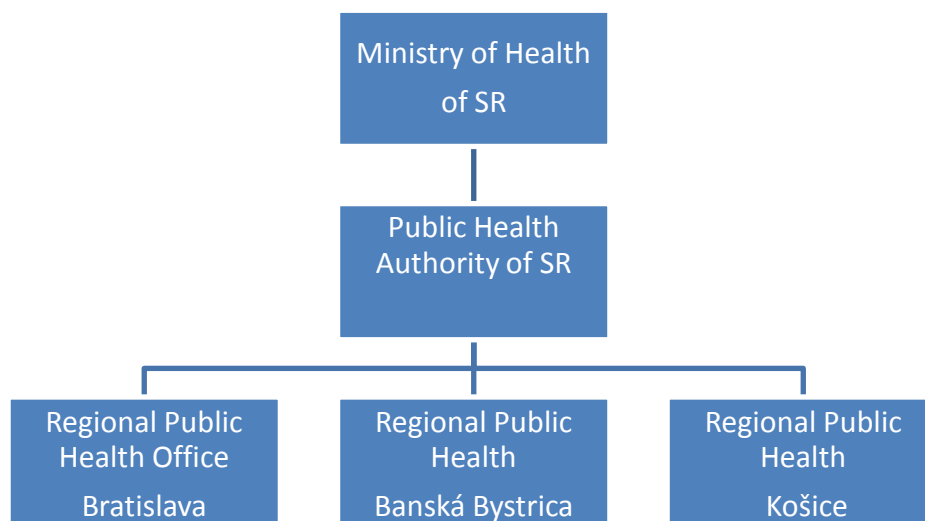 Ministry of Health
of SR
Public Health
Authority of SR
Regional Public
Health Office
Bratislava
Regional Public
Health
Banská Bystrica
Regional Public
Health
Košice